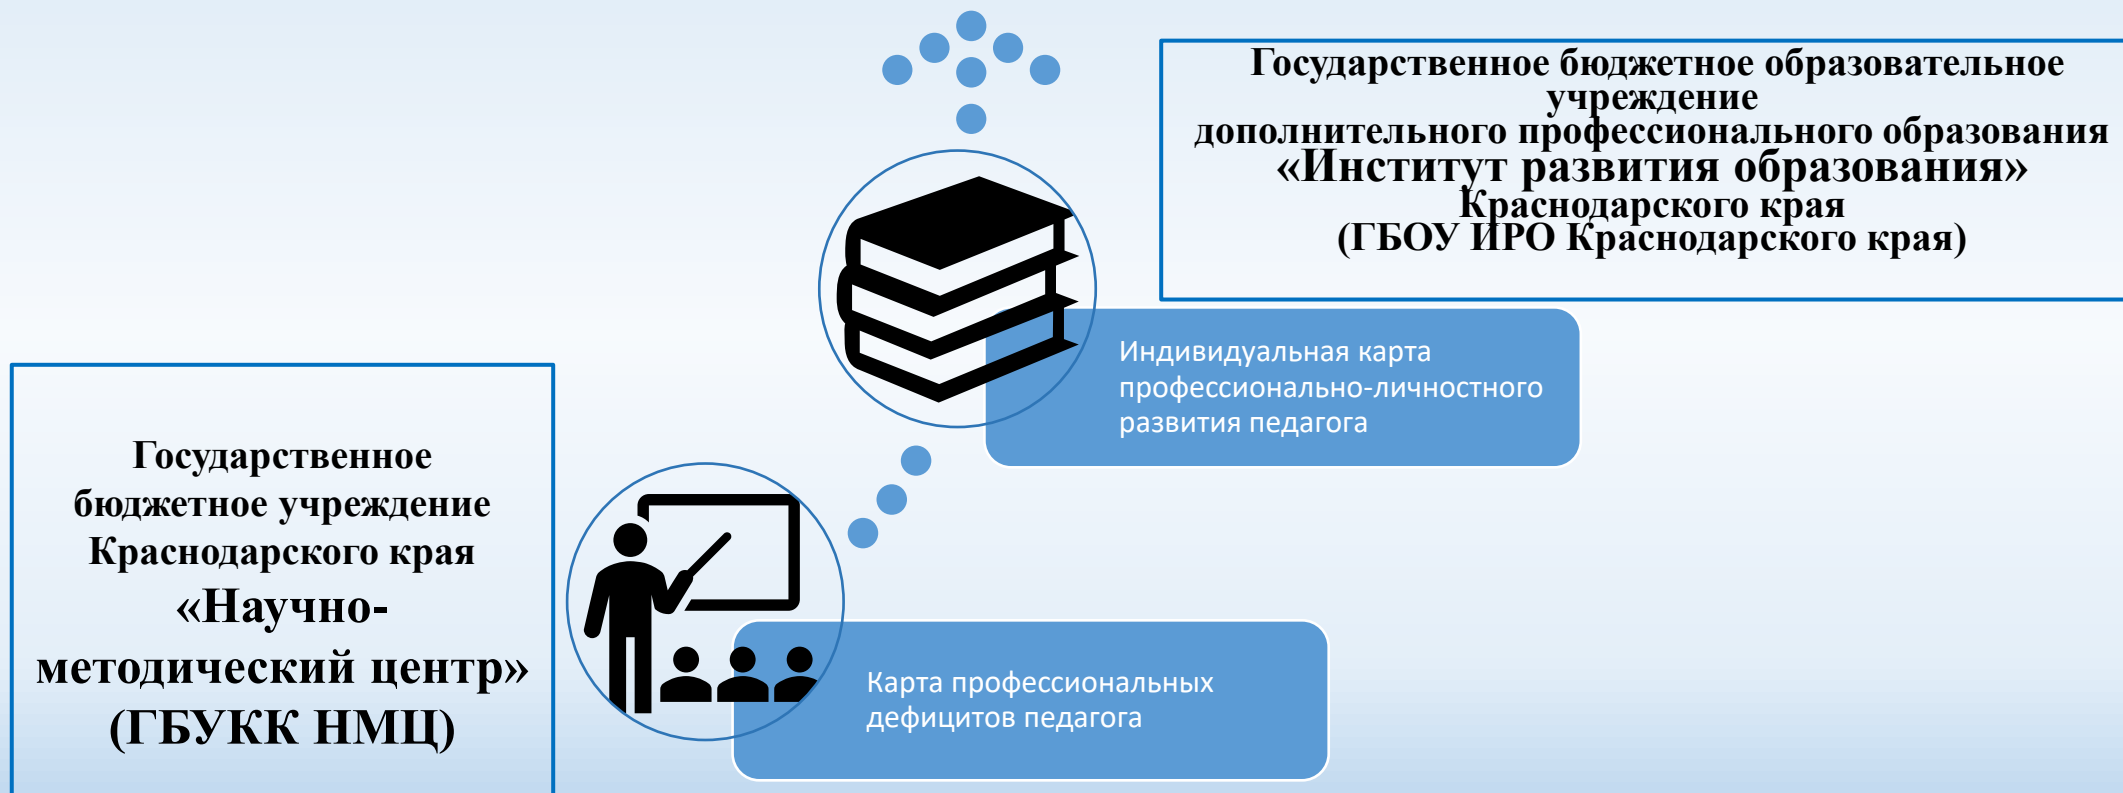 Государственное бюджетное образовательное
учреждение
дополнительного профессионального образования
«Институт развития образования»
Краснодарского края
(ГБОУ ИРО Краснодарского края)
Индивидуальная карта
профессионально-личностного
развития педагога
Государственное
бюджетное учреждение
Краснодарского края
«Научно-
методический центр»
(ГБУКК НМЦ)
Карта профессиональных
дефицитов педагога